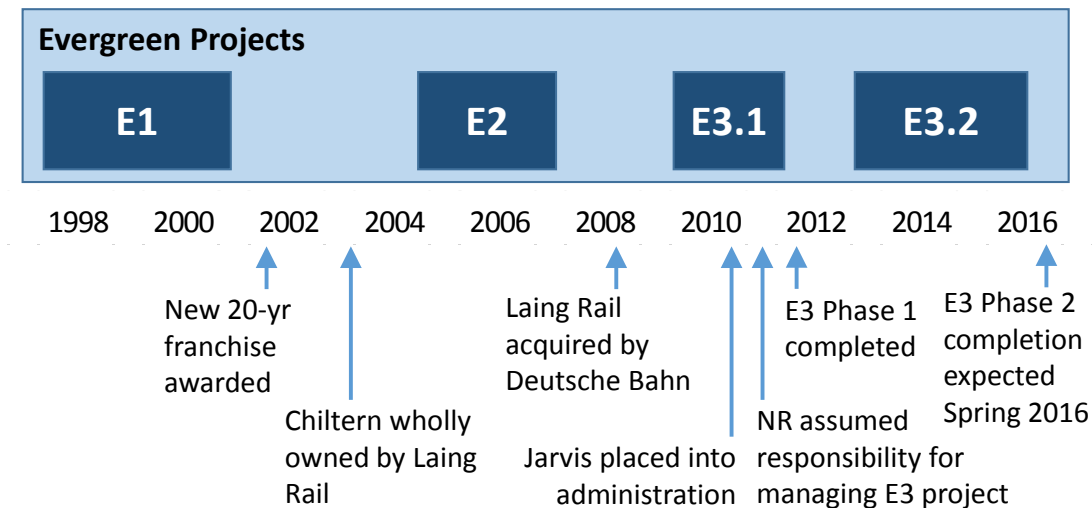 Evergreen Projects
E1 E2 E3.1 E3.2
1998 2000 2002 2004 2006 2008 2010 2012 2014 2016
New 20-yr
franchise
awarded
Chiltern wholly
owned by Laing
Rail
Laing Rail
acquired by
Deutsche Bahn
Jarvis placed into
administration
NR assumed
responsibility for
managing E3 project
E3 Phase 1
completed
E3 Phase 2
completion
expected
Spring 2016